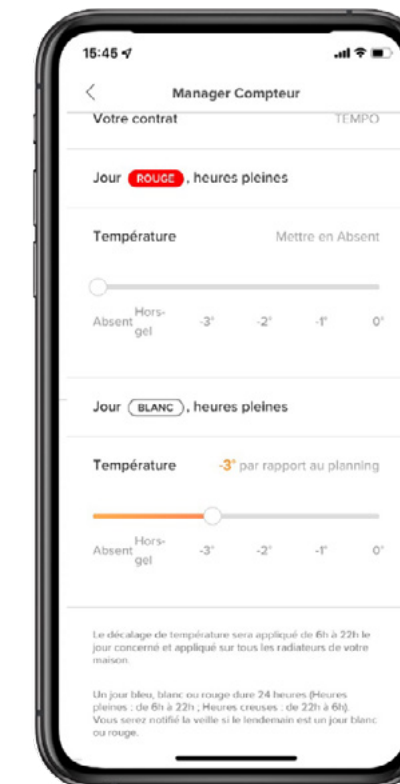 15:45
Manager Compteur
Votre contrat TEMPO
Jour ROUGE, heures pleines
Température Mettre en Absent
Absent Hors-gel -3° -2° -1° 0°
Jour BLANC, heures pleines
Température -3° par rapport au planning
Absent Hors-gel -3° -2° -1° 0°
Le décalage de température sera appliqué de 6h à 22h le
jour concerné et appliqué sur tous les radiateurs de votre
maison.
Un jour bleu, blanc ou rouge dure 24 heures (Heures
pleines : de 6h à 22h ; Heures creuses : de 22h à 6h).
Vous serez notifié la veille si le lendemain est un jour blanc
ou rouge.